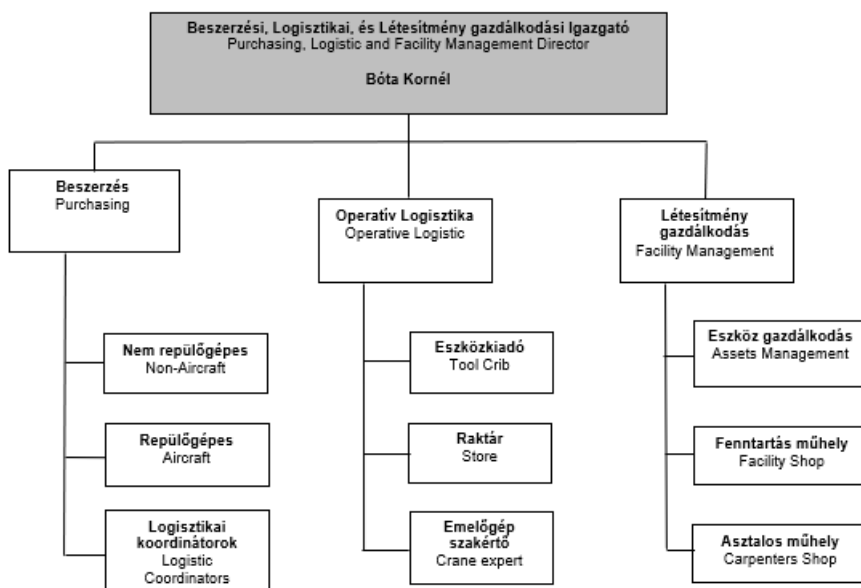 Beszerzési, Logisztikai, és Létesítmény gazdálkodási Igazgató
Purchasing, Logistic and Facility Management Director
Bóta Kornél
Beszerzés
Purchasing
Operatív Logisztika
Operative Logistic
Létesítmény
gazdálkodás
Facility Management
Nem repülőgépes
Non-Aircraft
Repülőgépes
Aircraft
Logisztikai
koordinátorok
Logistic
Coordinators
Eszközkiadó
Tool Crib
Raktár
Store
Emelőgép
szakértő
Crane expert
Eszköz gazdálkodás
Assets Management
Fenntartás műhely
Facility Shop
Asztalos műhely
Carpenters Shop